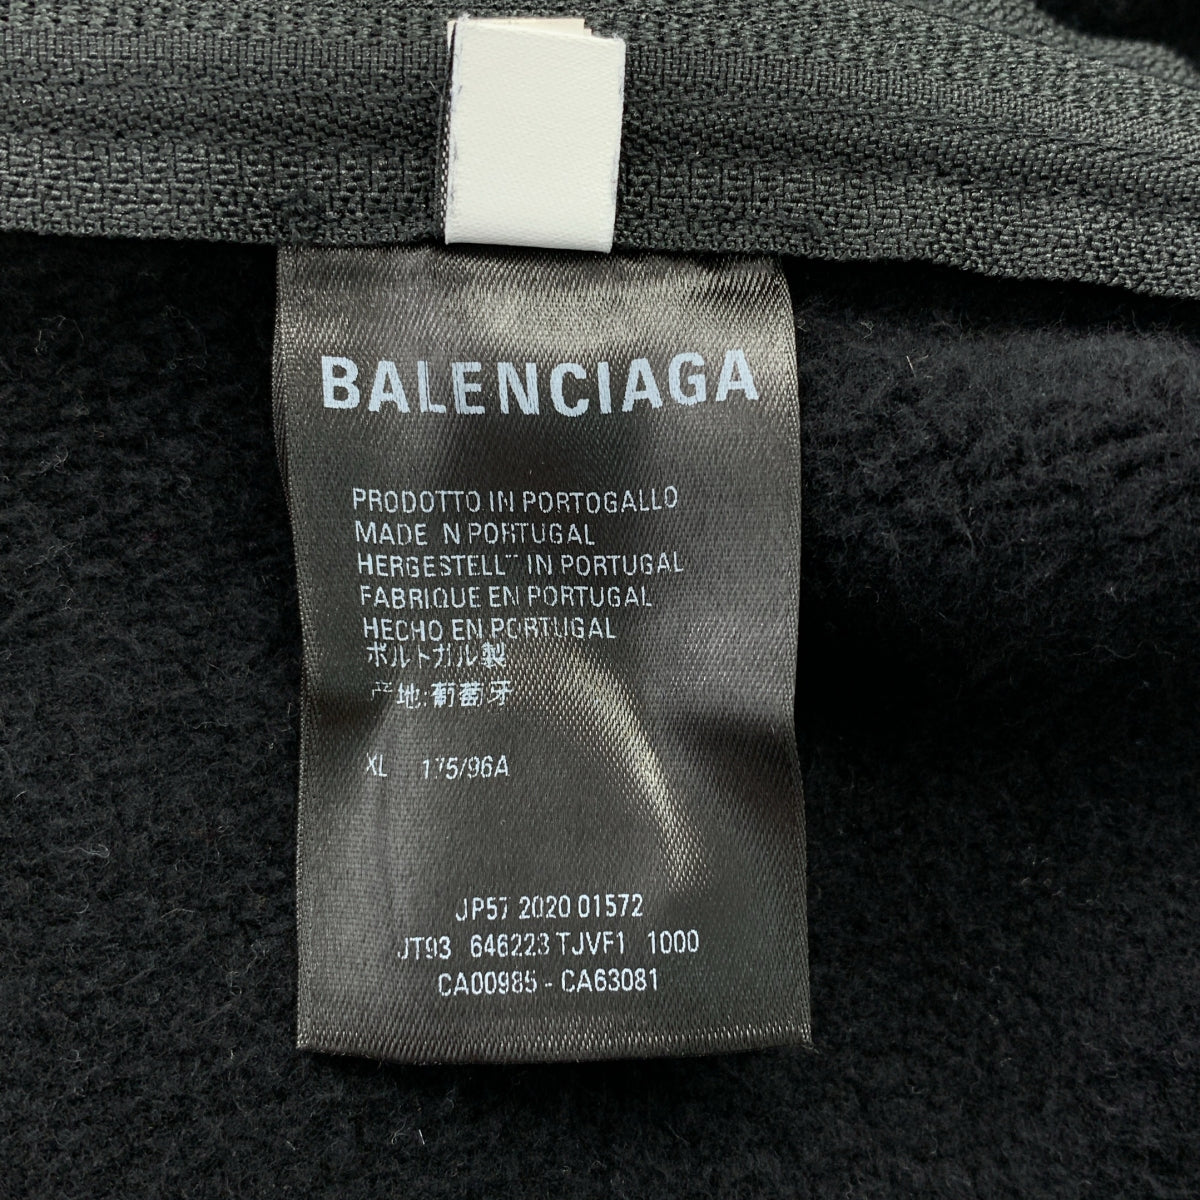 BALENCIAGA
PRODOTTO IN PORTOGALLO
MADE IN PORTUGAL
HERGESTELLT IN PORTUGAL
FABRIQUE EN PORTUGAL
HECHO EN PORTUGAL
ポルトガル製
产地:葡萄牙
XL 175/96A
JP57 2020 01572
JT93 646223 TJVF1 1000
CA00985 - CA63081